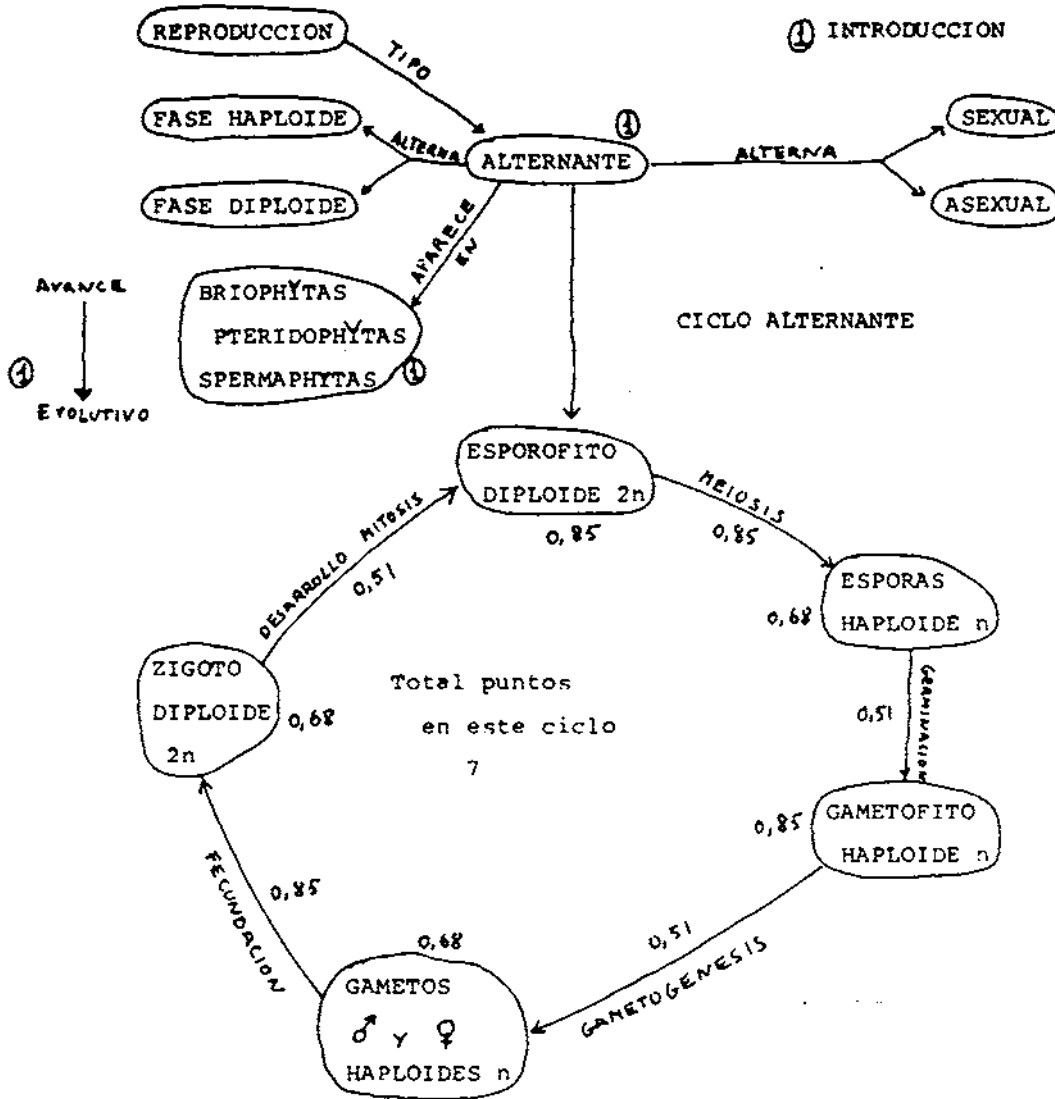 REPRODUCCION
① INTRODUCCION
TIPO
FASE HAPLOIDE
①
SEXUAL
ALTERNA
ALTERNANTE
ALTERNA
FASE DIPLOIDE
ASEXUAL
APARECE
EN
AVANCE
BRIOPHYTAS
PTERIDOPHYTAS
CICLO ALTERNANTE
①
SPERMAPHYTAS ①
EVOLUTIVO
ESPOROFITO
DIPLOIDE 2n
0,85
MEIOSIS
0,85
DESARROLLO MITOSIS
0,51
ESPORAS
HAPLOIDE n
0,68
ZIGOTO
DIPLOIDE
2n
0,68
Total puntos
en este ciclo
7
0,51
GERMINACION
0,85
GAMETOFITO
HAPLOIDE n
FECUNDACION
0,85
0,68
0,51
GAMETOGENESIS
GAMETOS
♂ Y ♀
HAPLOIDES n